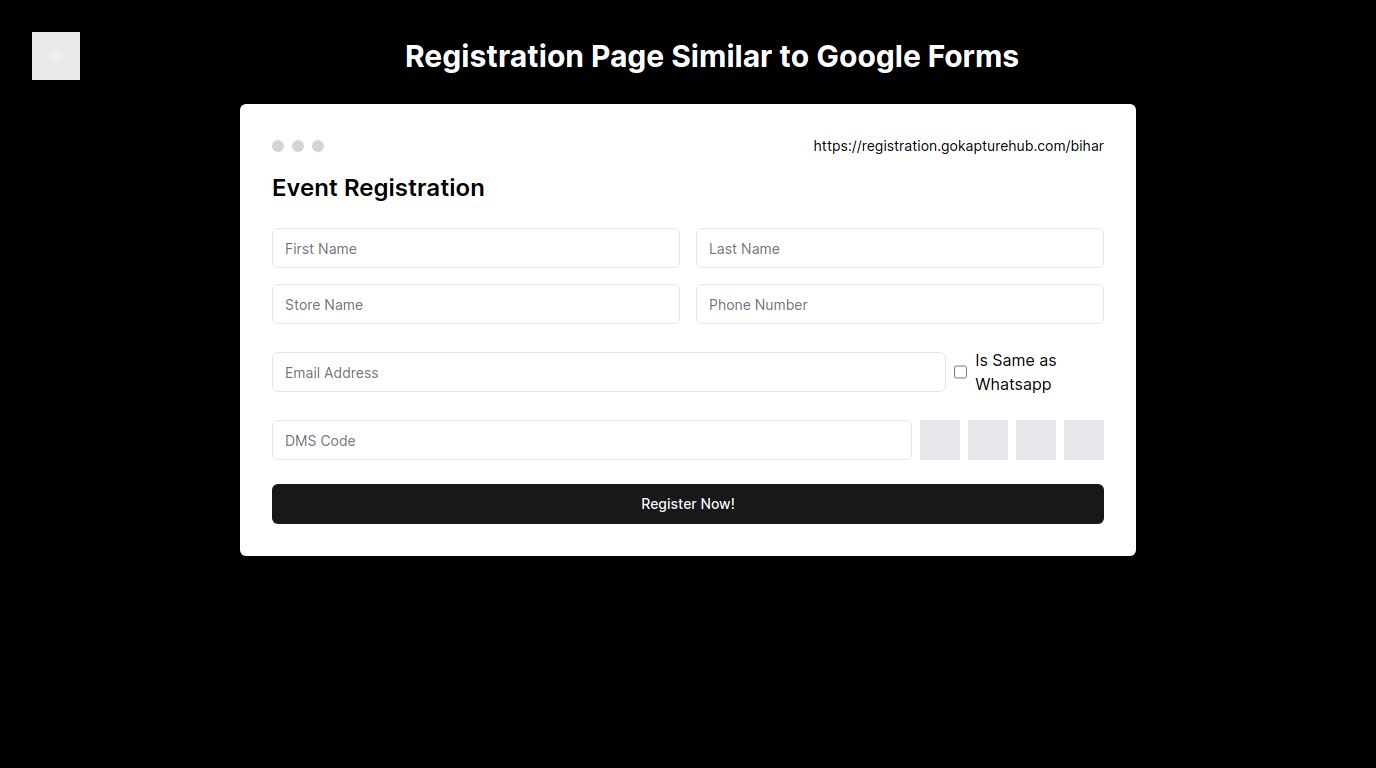 Registration Page Similar to Google Forms
https://registration.gokapturehub.com/bihar
Event Registration
First Name
Last Name
Store Name
Phone Number
Email Address
Is Same as
Whatsapp
DMS Code
Register Now!